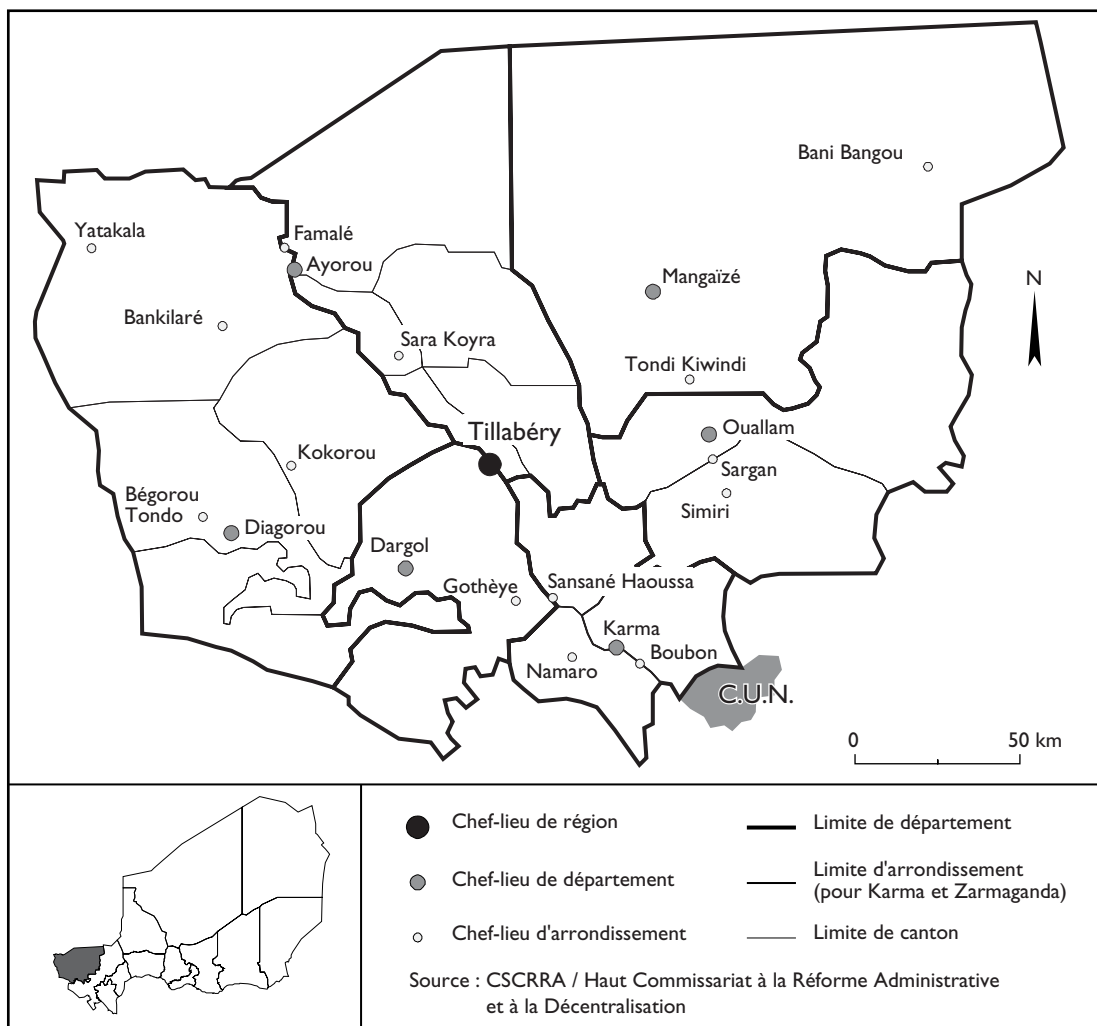 Bani Bangou
Yatakala
Famalé
Ayorou
Mangaïzé
N
Bankilaré
Sara Koyra
Tondi Kiwindi
Tillabéry
Ouallam
Kokorou
Sargan
Bégorou
Tondo
Simiri
Diagorou
Dargol
Gothèye
Sansané Haoussa
Karma
Boubon
Namaro
C.U.N.
0 50 km
Chef-lieu de région
Chef-lieu de département
Chef-lieu d'arrondissement
Limite de département
Limite d'arrondissement
(pour Karma et Zarmaganda)
Limite de canton
Source : CSCRRA / Haut Commissariat à la Réforme Administrative
et à la Décentralisation